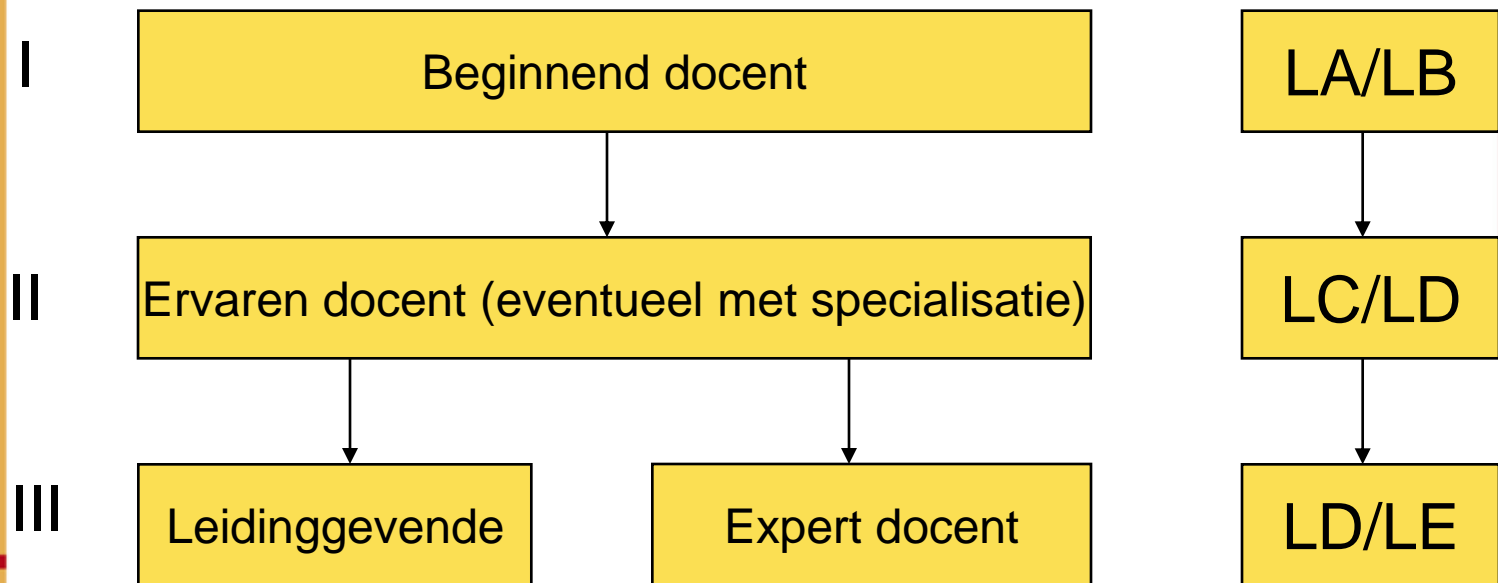 I
Beginnend docent
LA/LB
II
Ervaren docent (eventueel met specialisatie)
LC/LD
III
Leidinggevende
Expert docent
LD/LE